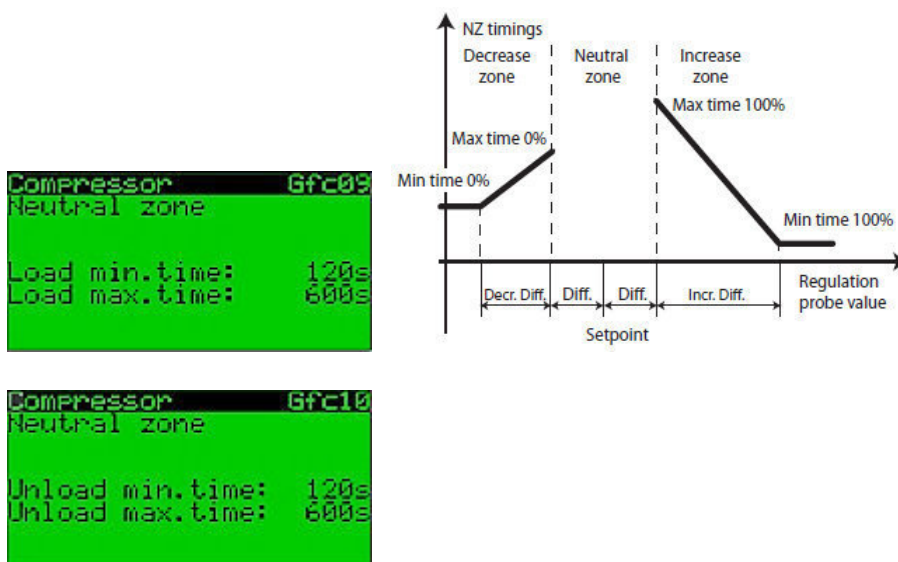 Compressor Gfc09
Neutral zone
Load min.time: 120s
Load max.time: 600s
Compressor Gfc10
Neutral zone
Unload min.time: 120s
Unload max.time: 600s
NZ timings
Decrease
zone
Neutral
zone
Increase
zone
Max time 100%
Max time 0%
Min time 0%
Min time 100%
Decr. Diff.
Diff.
Diff.
Incr. Diff.
Regulation
probe value
Setpoint